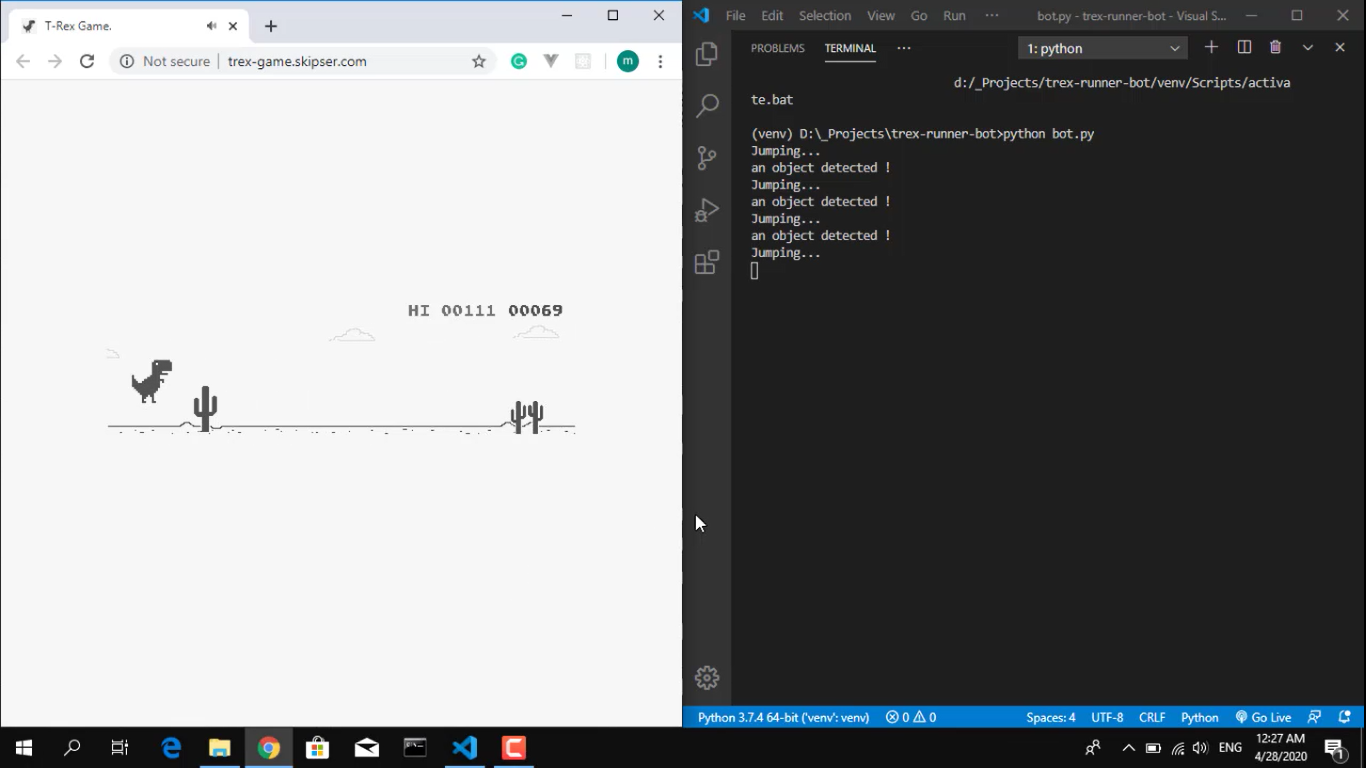 T-Rex Game.
Not secure | trex-game.skipser.com
m
HI 00111 00069
File Edit Selection View Go Run ··· bot.py - trex-runner-bot - Visual S...
PROBLEMS TERMINAL ··· 1: python
d:/_Projects/trex-runner-bot/venv/Scripts/activa
te.bat
(venv) D:\_Projects\trex-runner-bot>python bot.py
Jumping...
an object detected !
Jumping...
an object detected !
Jumping...
an object detected !
Jumping...
Python 3.7.4 64-bit ('venv': venv) 0 0 Spaces: 4 UTF-8 CRLF Python Go Live
ENG 12:27 AM
4/28/2020 1